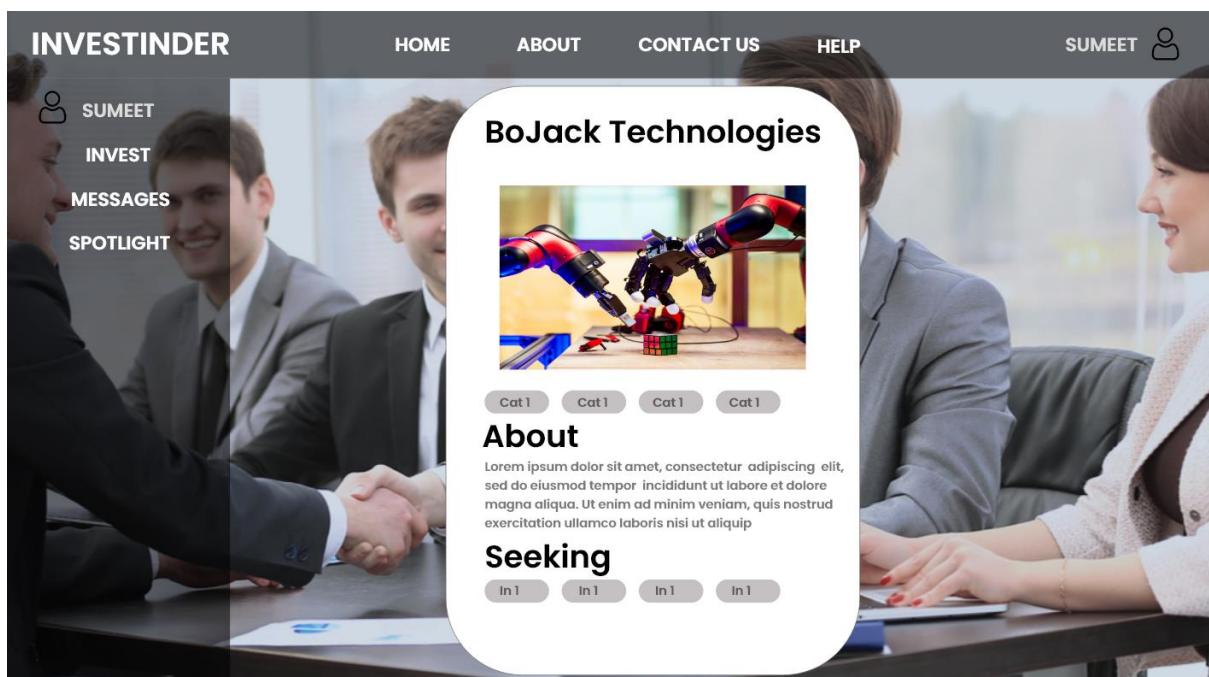 INVESTINDER HOME ABOUT CONTACT US HELP SUMEET
SUMEET
INVEST
MESSAGES
SPOTLIGHT
BoJack Technologies
Cat 1 Cat 1 Cat 1 Cat 1
About
Lorem ipsum dolor sit amet, consectetur adipiscing elit,
sed do eiusmod tempor incididunt ut labore et dolore
magna aliqua. Ut enim ad minim veniam, quis nostrud
exercitation ullamco laboris nisi ut aliquip
Seeking
In 1 In 1 In 1 In 1